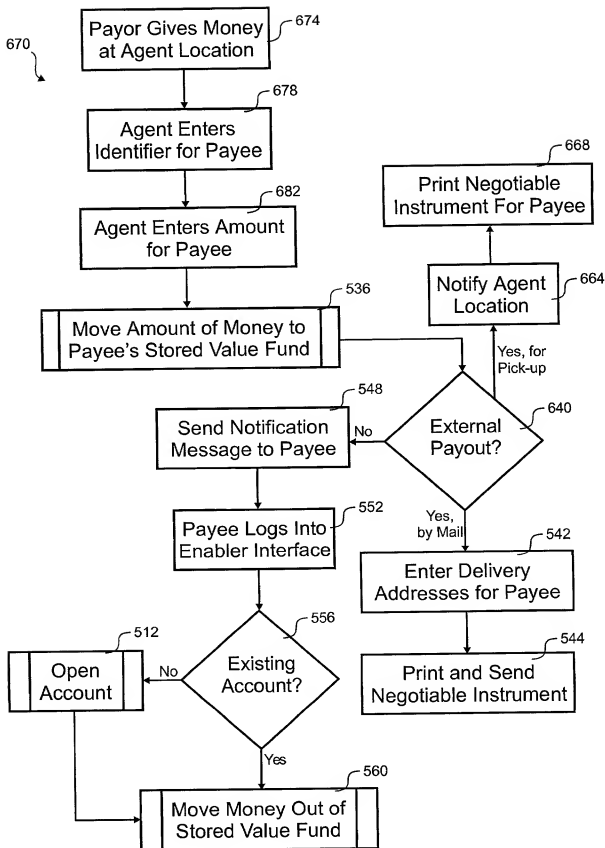 670
Payor Gives Money
at Agent Location
674
Agent Enters
Identifier for Payee
678
Agent Enters Amount
for Payee
682
Move Amount of Money to
Payee's Stored Value Fund
536
Print Negotiable
Instrument For Payee
668
Notify Agent
Location
664
Yes, for
Pick-up
External
Payout?
640
No
Send Notification
Message to Payee
548
Yes,
by Mail
Payee Logs Into
Enabler Interface
552
Enter Delivery
Addresses for Payee
542
Existing
Account?
556
Print and Send
Negotiable Instrument
544
No
Open
Account
512
Yes
Move Money Out of
Stored Value Fund
560